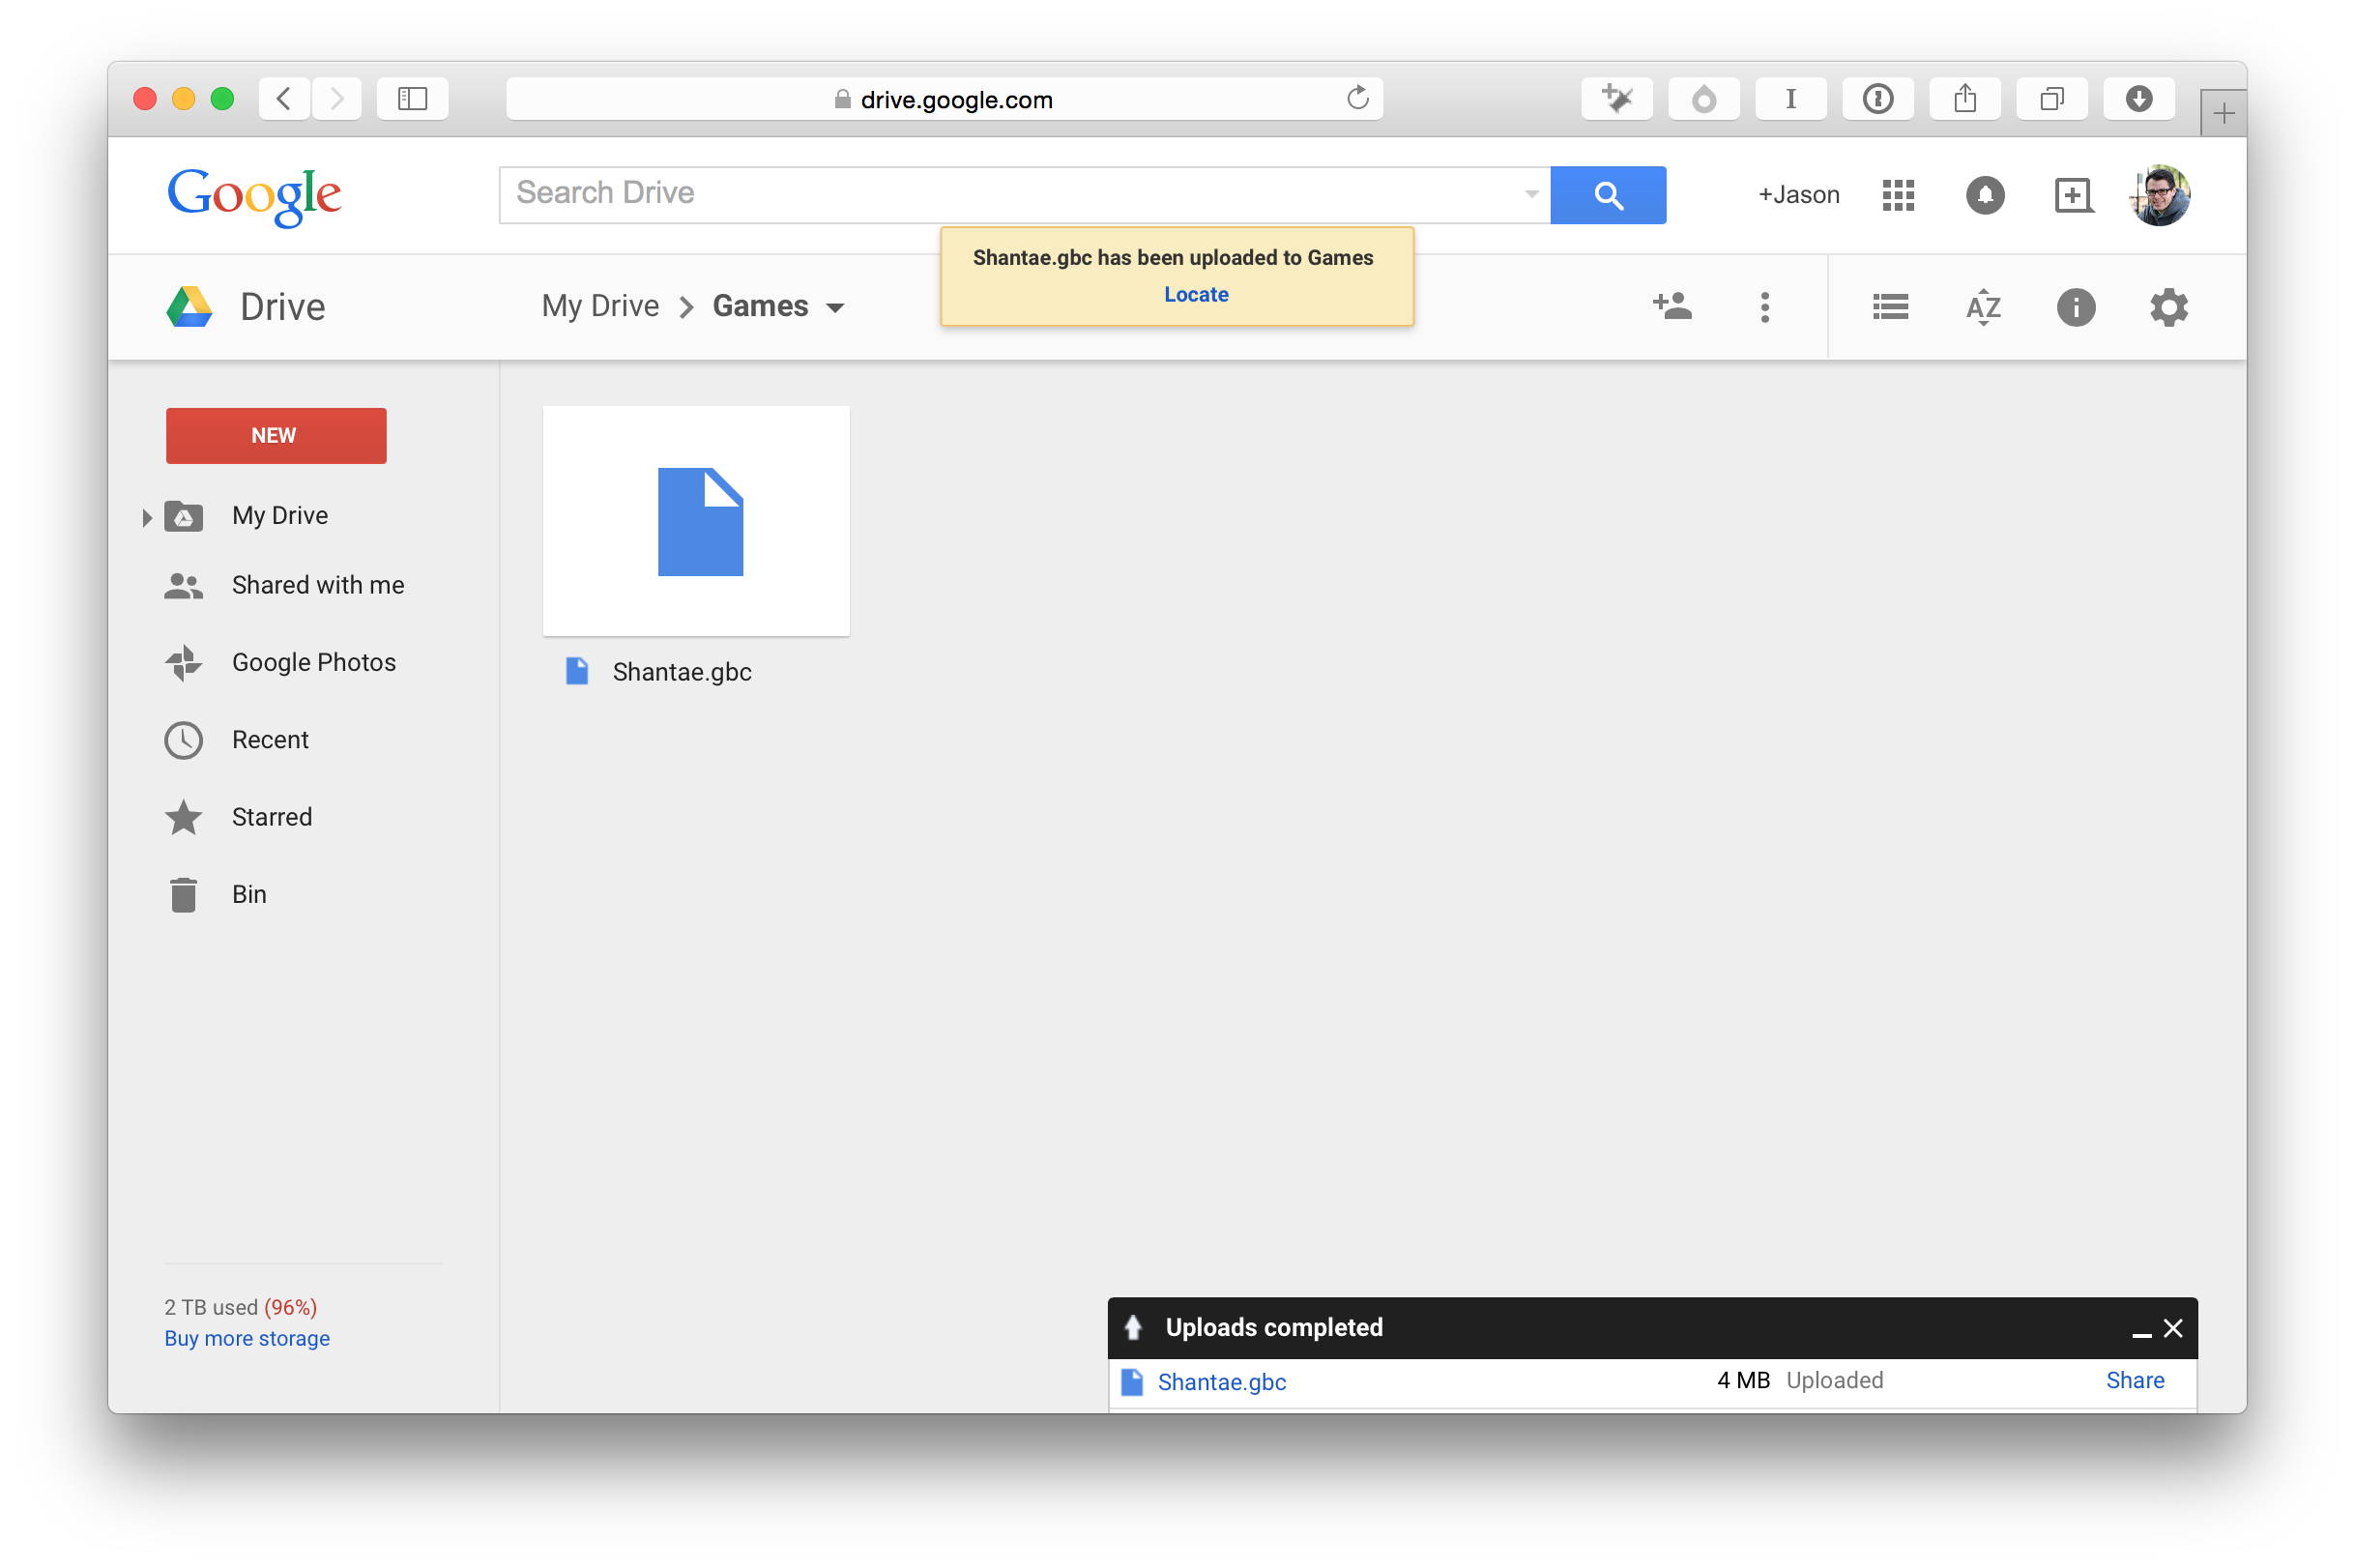 drive.google.com
Google
Search Drive
+Jason
Shantae.gbc has been uploaded to Games
Locate
Drive
My Drive
Games
AZ
NEW
My Drive
Shared with me
Google Photos
Recent
Starred
Bin
Shantae.gbc
2 TB used (96%)
Buy more storage
Uploads completed
Shantae.gbc 4 MB Uploaded Share